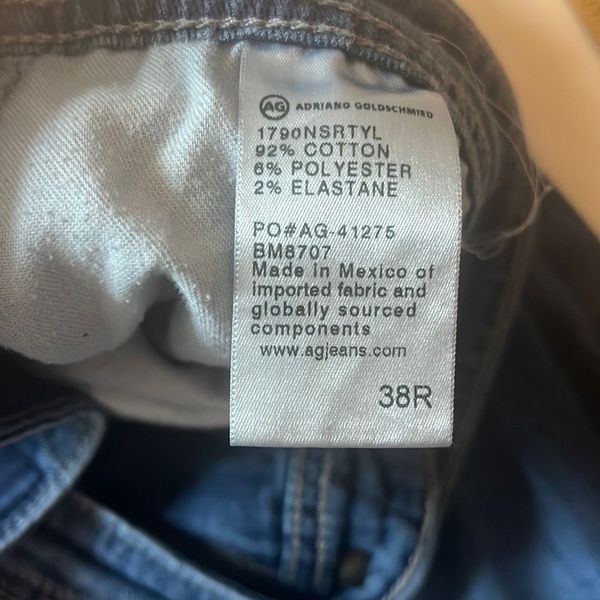 AG ADRIANO GOLDSCHMIED
1790NSRTYL
92% COTTON
6% POLYESTER
2% ELASTANE
PO#AG-41275
BM8707
Made in Mexico of
imported fabric and
globally sourced
components
www.agjeans.com
38R